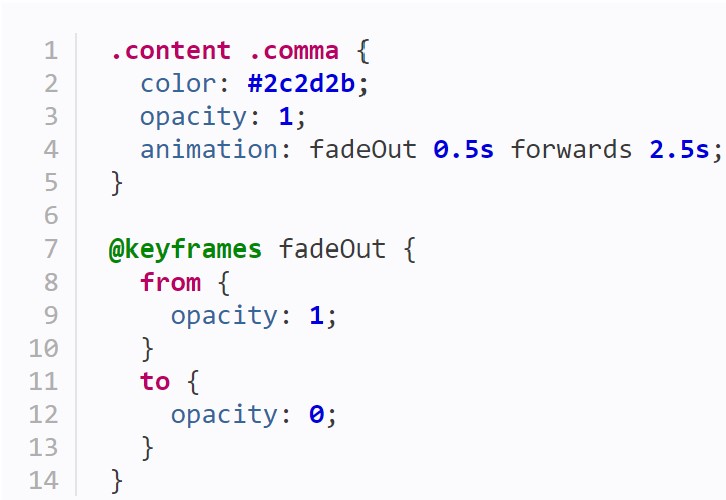 1 .content .comma {
2   color: #2c2d2b;
3   opacity: 1;
4   animation: fadeOut 0.5s forwards 2.5s;
5 }
6
7 @keyframes fadeOut {
8   from {
9     opacity: 1;
10   }
11   to {
12     opacity: 0;
13   }
14 }